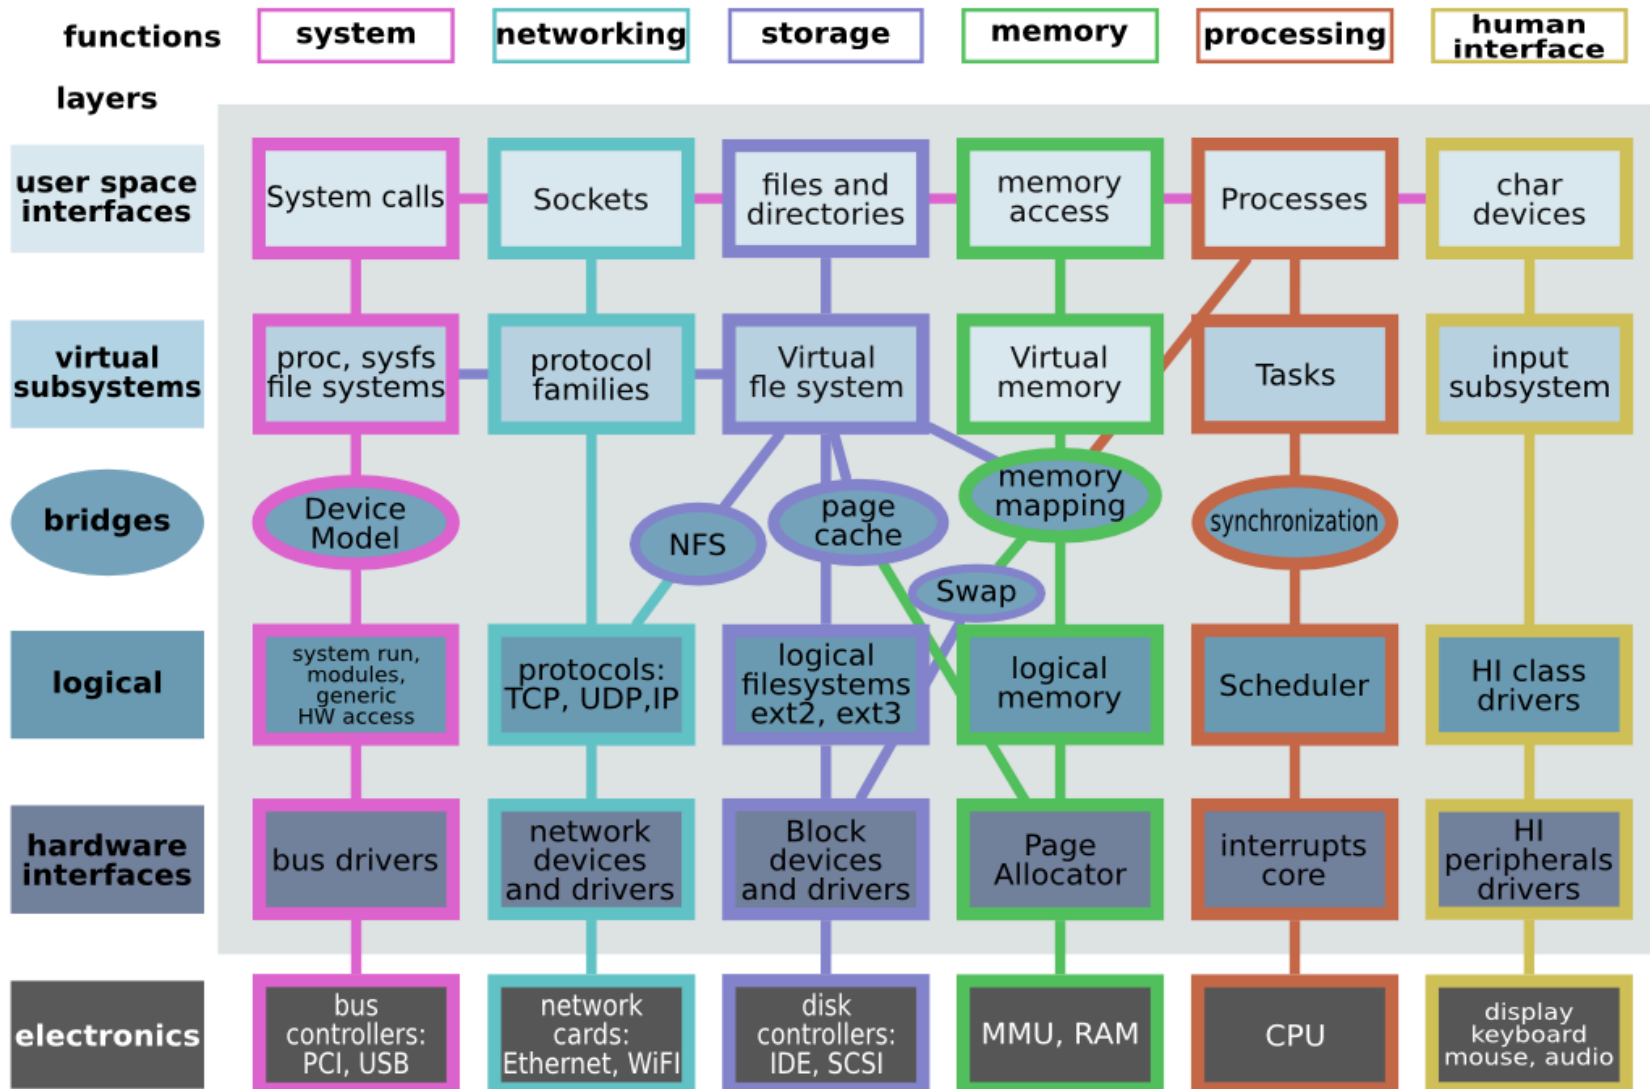 functions
system
networking
storage
memory
processing
human
interface
layers
user space
interfaces
System calls
Sockets
files and
directories
memory
access
Processes
char
devices
virtual
subsystems
proc, sysfs
file systems
protocol
families
Virtual
fle system
Virtual
memory
Tasks
input
subsystem
bridges
Device
Model
NFS
page
cache
memory
mapping
Swap
synchronization
logical
system run,
modules,
generic
HW access
protocols:
TCP, UDP,IP
logical
filesystems
ext2, ext3
logical
memory
Scheduler
HI class
drivers
hardware
interfaces
bus drivers
network
devices
and drivers
Block
devices
and drivers
Page
Allocator
interrupts
core
HI
peripherals
drivers
electronics
bus
controllers:
PCI, USB
network
cards:
Ethernet, WiFI
disk
controllers:
IDE, SCSI
MMU, RAM
CPU
display
keyboard
mouse, audio